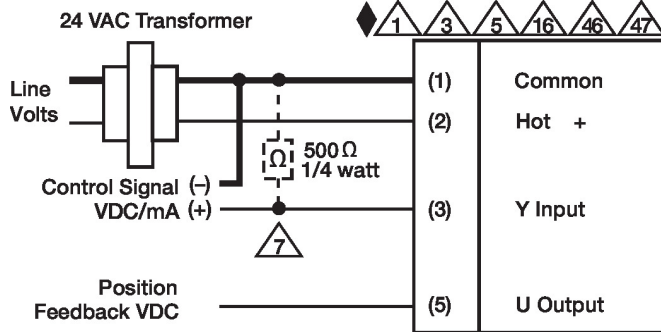 24 VAC Transformer
1 3 5 16 46 47
Line
Volts
(1) Common
(2) Hot +
Ω 500 Ω
1/4 watt
Control Signal (–)
VDC/mA (+)
(3) Y Input
7
Position
Feedback VDC
(5) U Output